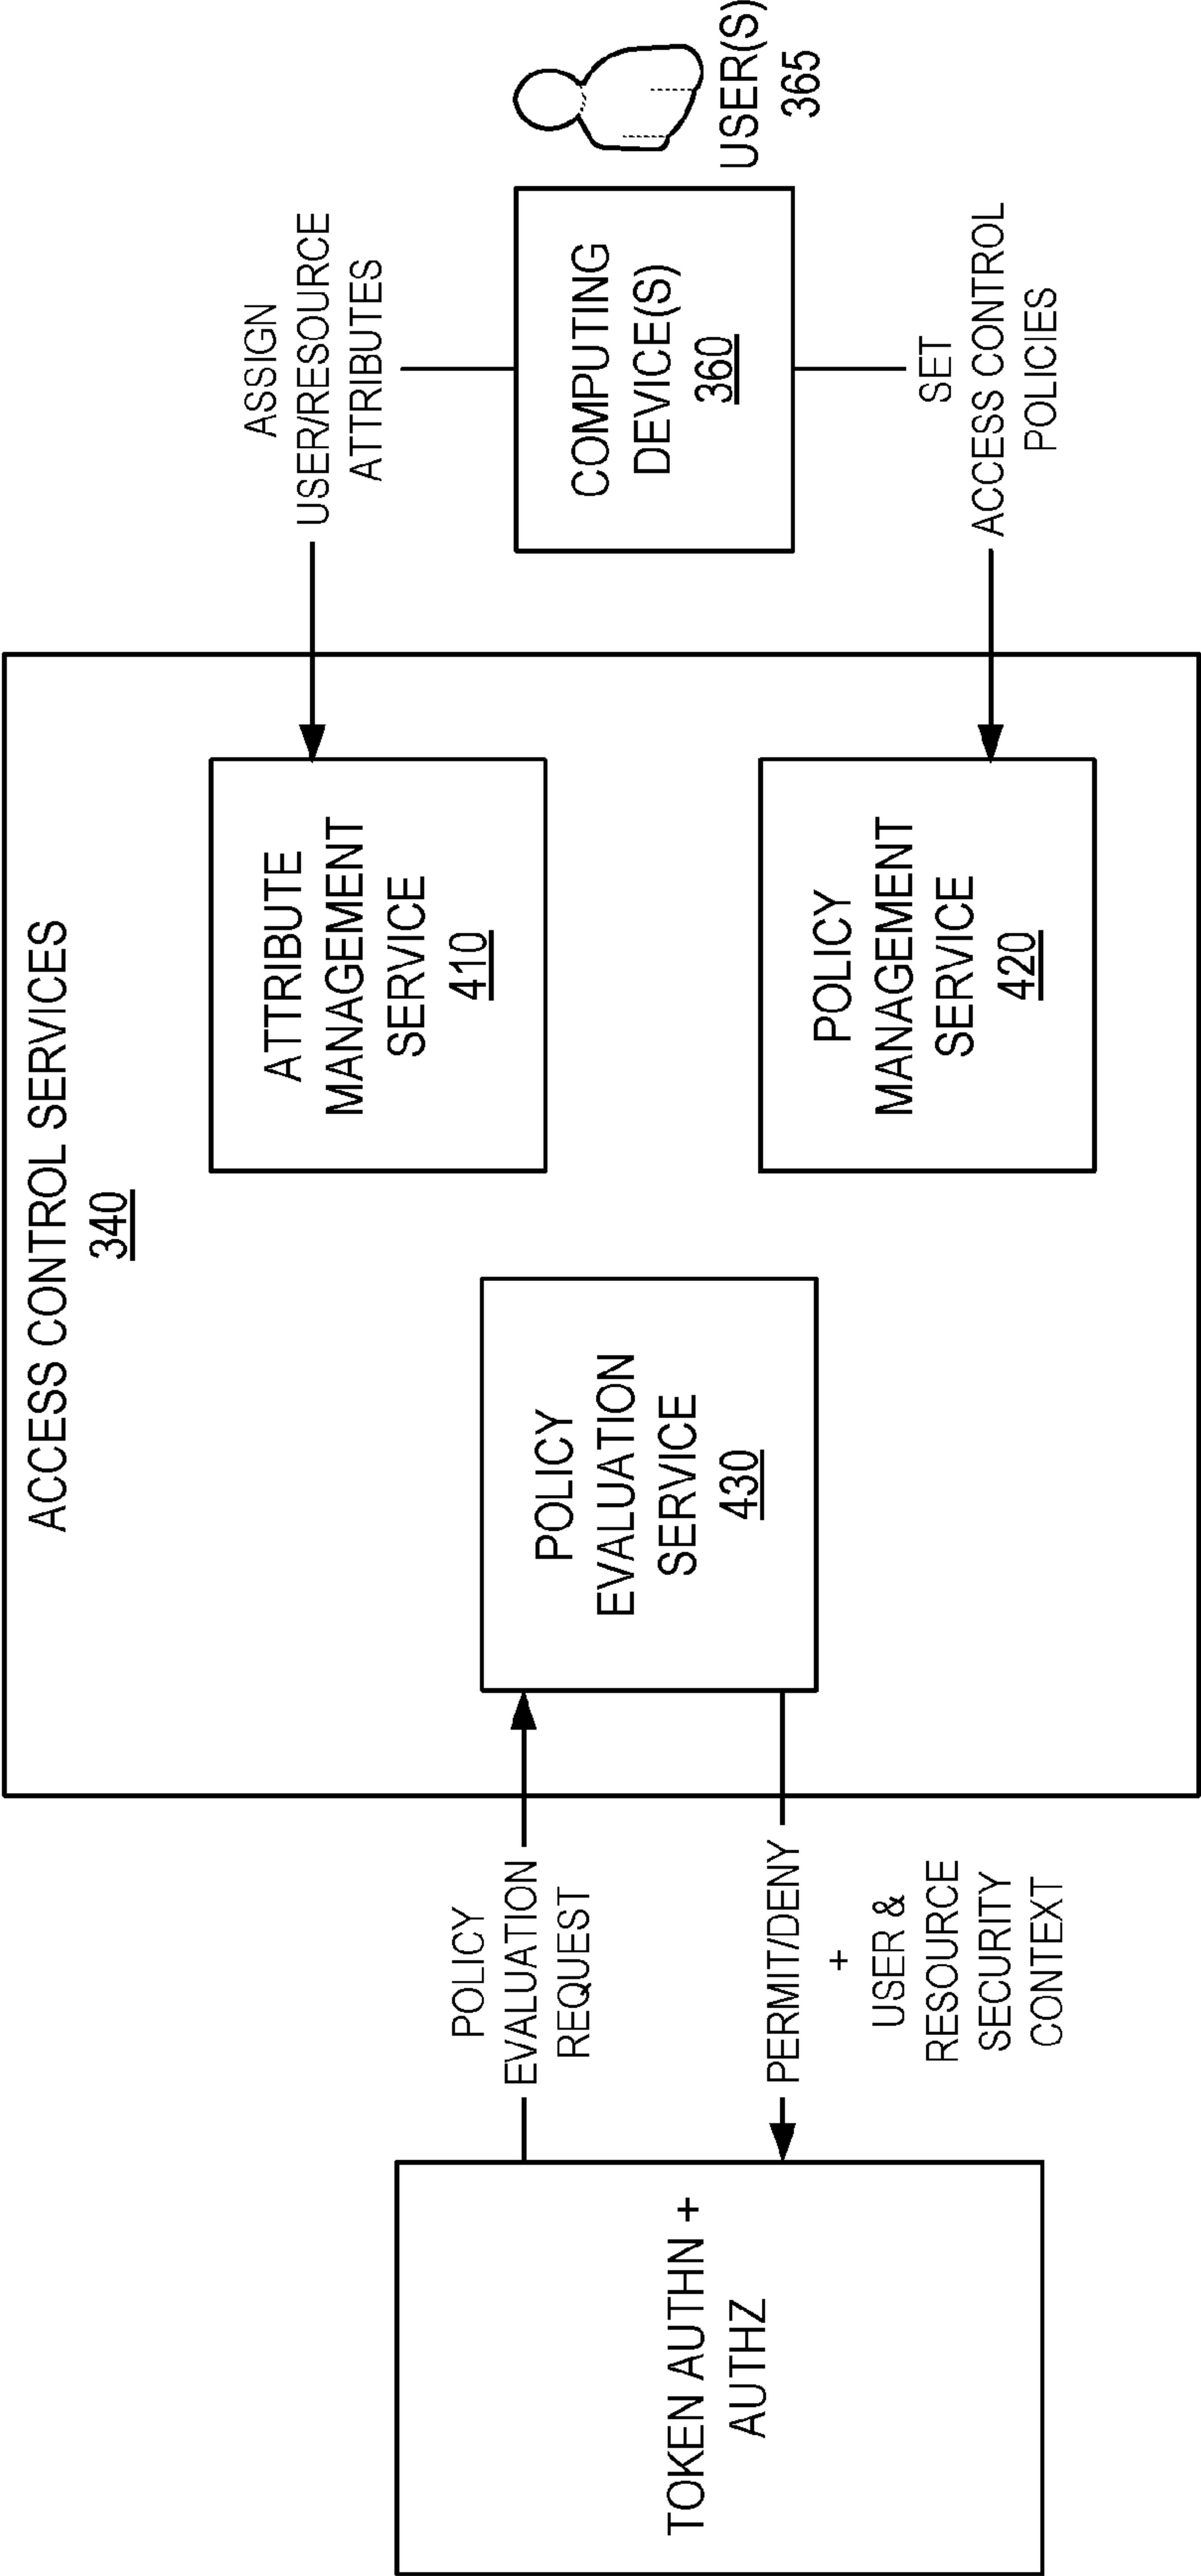 ACCESS CONTROL SERVICES
340
TOKEN AUTHN +
AUTHZ
POLICY
EVALUATION
REQUEST
PERMIT/DENY
+
USER &
RESOURCE
SECURITY
CONTEXT
POLICY
EVALUATION
SERVICE
430
ATTRIBUTE
MANAGEMENT
SERVICE
410
POLICY
MANAGEMENT
SERVICE
420
ASSIGN
USER/RESOURCE
ATTRIBUTES
COMPUTING
DEVICE(S)
360
SET
ACCESS CONTROL
POLICIES
USER(S)
365